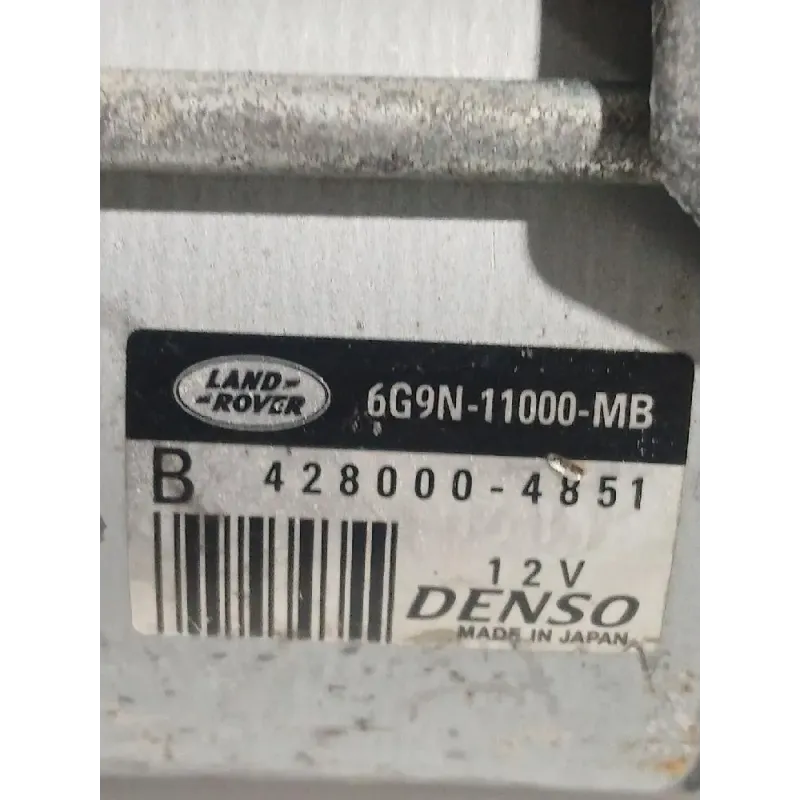 LAND-
-ROVER
6G9N-11000-MB
B 428000-4851
12V
DENSO
MADE IN JAPAN